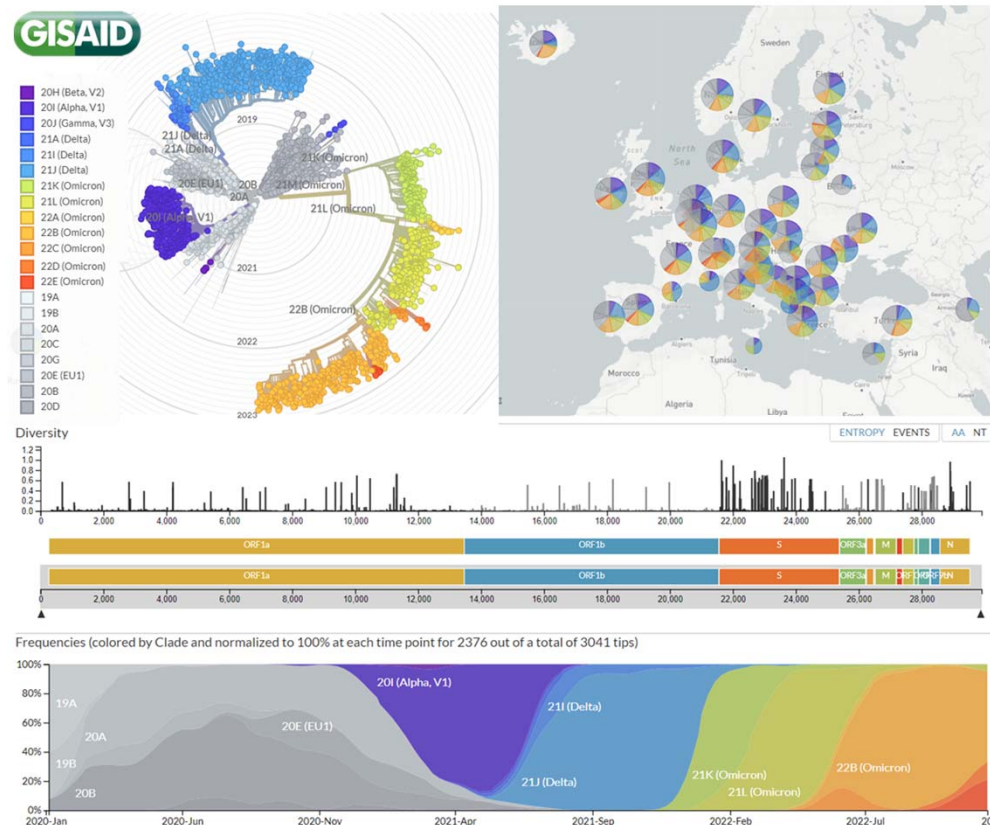 GISAID
20H (Beta, V2)
20I (Alpha, V1)
20J (Gamma, V3)
21A (Delta)
21I (Delta)
21J (Delta)
21K (Omicron)
21L (Omicron)
22A (Omicron)
22B (Omicron)
22C (Omicron)
22D (Omicron)
22E (Omicron)
19A
19B
20A
20C
20G
20E (EU1)
20B
20D
2019
21J (Delta)
21A (Delta)
21K (Omicron)
20E (EU1)
20B
21M (Omicron)
20A
21L (Omicron)
20I (Alpha, V1)
2021
22B (Omicron)
2022
2023
Sweden
Finland
North
Sea
Moscow
London
France
Barcelona
Istanbul
Georgia
Algiers
Tunisia
Tripoli
Syria
Iraq
Morocco
Cairo
Kuwait
Algeria
Libya
Egypt
Diversity
ENTROPY EVENTS AA NT
1.2
1.0
0.8
0.6
0.4
0.2
0.0
0 2,000 4,000 6,000 8,000 10,000 12,000 14,000 16,000 18,000 20,000 22,000 24,000 26,000 28,000
ORF1a ORF1b S ORF3a M N
ORF1a ORF1b S ORF3a M N
0 2,000 4,000 6,000 8,000 10,000 12,000 14,000 16,000 18,000 20,000 22,000 24,000 26,000 28,000
Frequencies (colored by Clade and normalized to 100% at each time point for 2376 out of a total of 3041 tips)
100%
80%
60%
40%
20%
0%
19A
20A
19B
20B
20E (EU1)
20I (Alpha, V1)
21I (Delta)
21J (Delta)
21K (Omicron)
21L (Omicron)
22B (Omicron)
2020-Jan 2020-Jun 2020-Nov 2021-Apr 2021-Sep 2022-Feb 2022-Jul 20